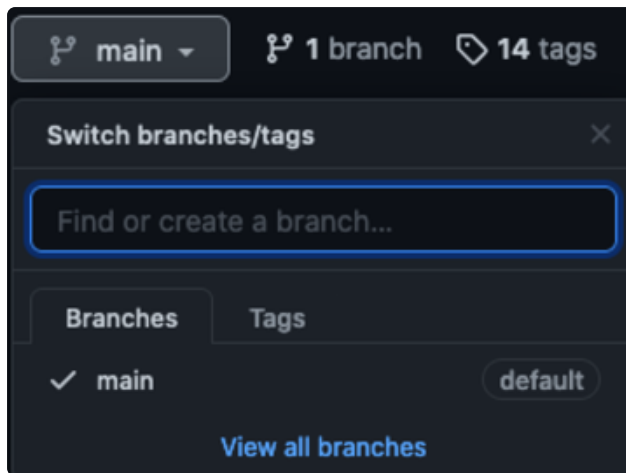 main 1 branch 14 tags
Switch branches/tags
Find or create a branch...
Branches Tags
main default
View all branches